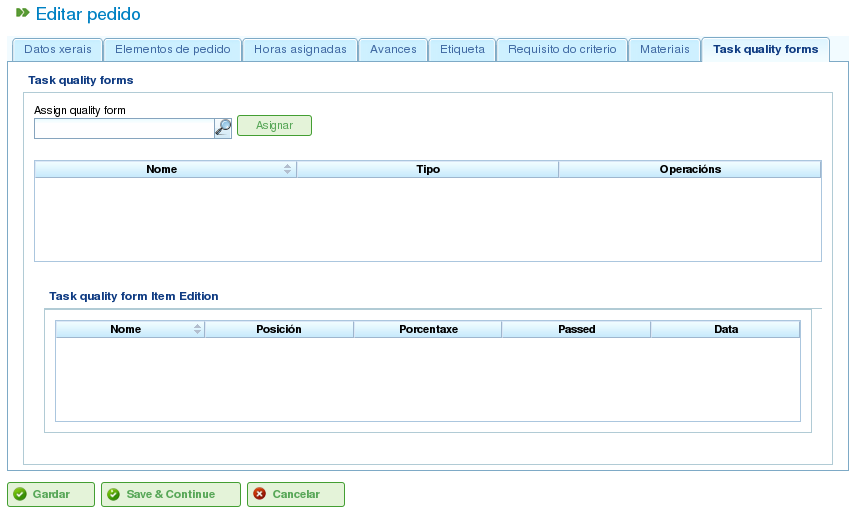 Editar pedido
Datos xerais Elementos de pedido Horas asignadas Avances Etiqueta Requisito do criterio Materiais Task quality forms
Task quality forms
Assign quality form
Asignar
Nome Tipo Operacións
Task quality form Item Edition
Nome Posición Porcentaxe Passed Data
Gardar Save & Continue Cancelar